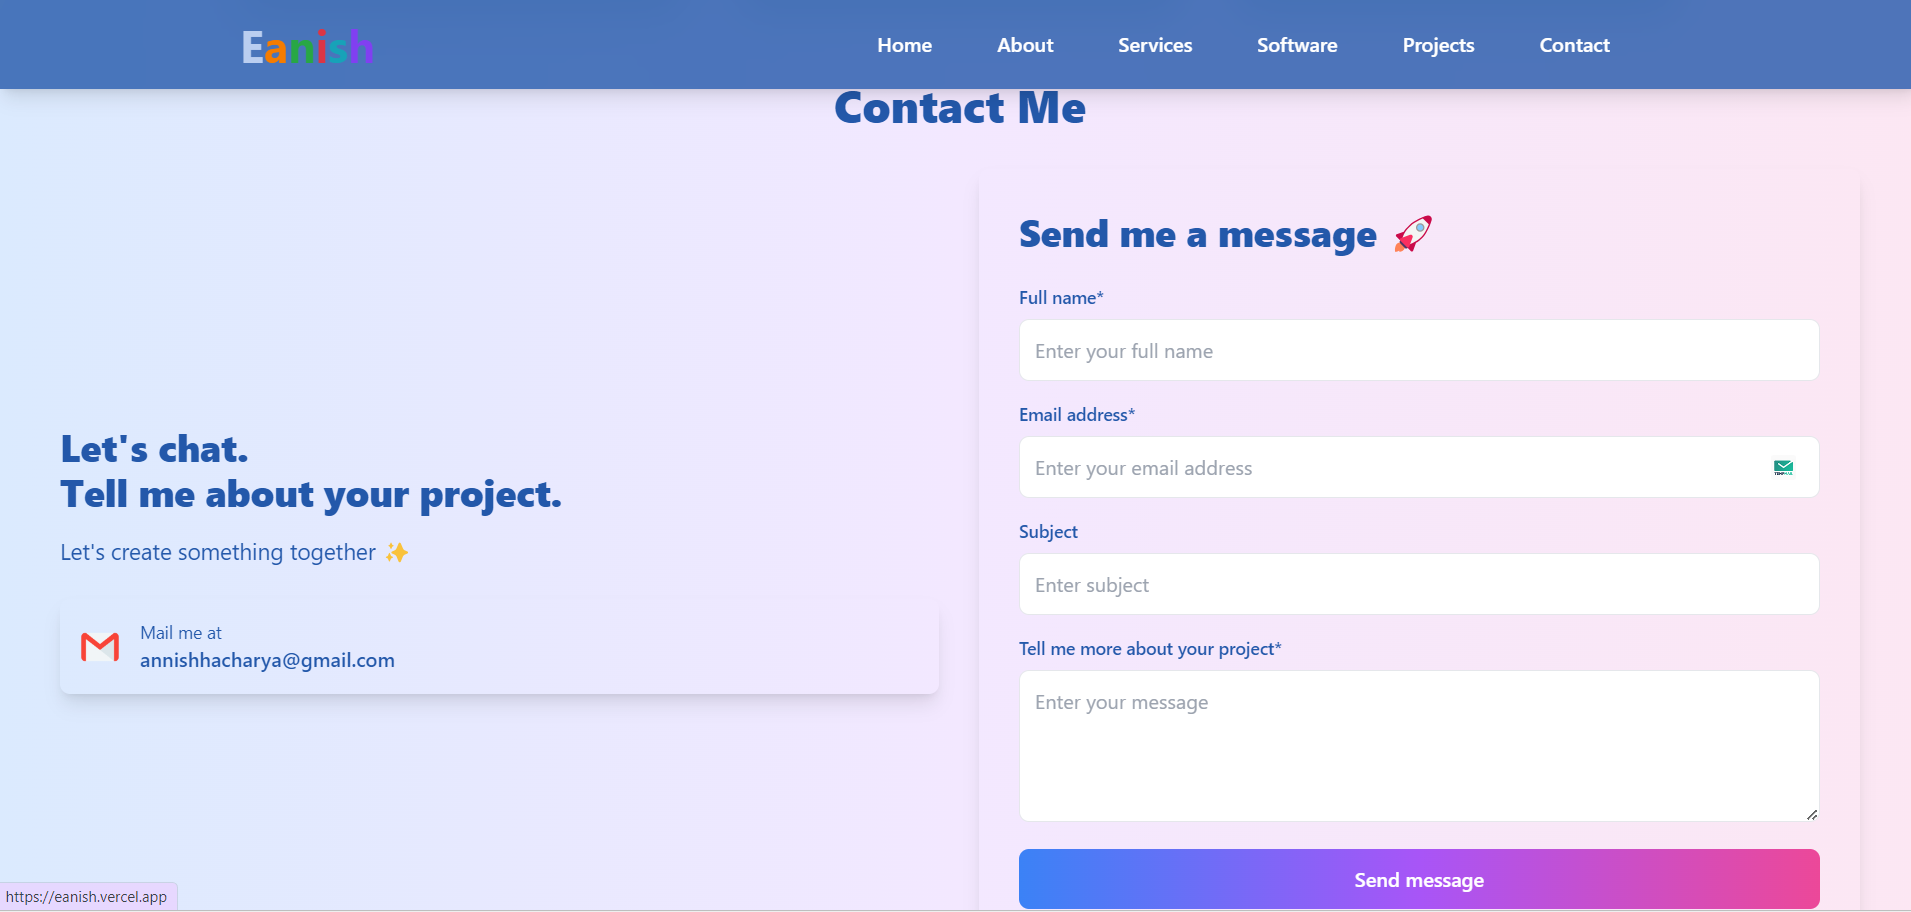 Eanish
Home About Services Software Projects Contact
Contact Me
Let's chat.
Tell me about your project.
Let's create something together ✨
Mail me at
annishhacharya@gmail.com
Send me a message 🚀
Full name*
Enter your full name
Email address*
Enter your email address
Subject
Enter subject
Tell me more about your project*
Enter your message
Send message
https://eanish.vercel.app